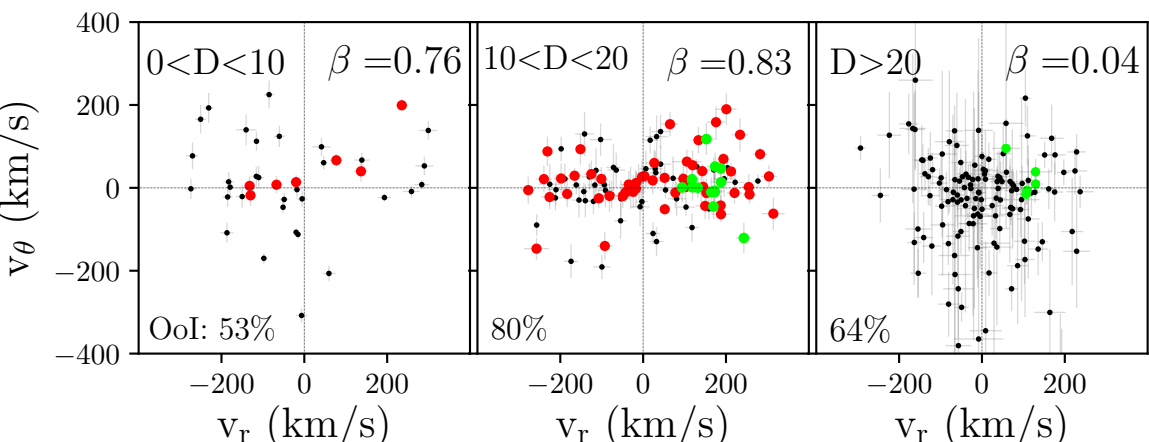 400
200
0
−200
−400
v_θ (km/s)
0<D<10 β =0.76
OoI: 53%
10<D<20 β =0.83
80%
D>20 β =0.04
64%
−200 0 200
−200 0 200
−200 0 200
v_r (km/s)
v_r (km/s)
v_r (km/s)